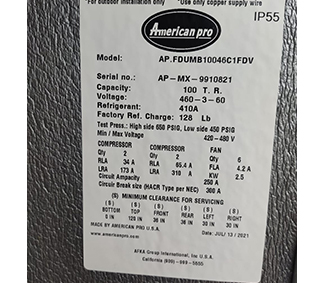 *For outdoor installation only  *Use only copper supply wire
IP55
American pro
Model: AP.FDUMB10046C1FDV
Serial no.: AP-MX-9910821
Capacity: 100 T. R.
Voltage: 460-3-60
Refrigerant: 410A
Factory Ref. Charge: 128 Lb
Test Press.: High side 650 PSIG, Low side 450 PSIG
Min / Max Voltage 420-480 V
COMPRESSOR COMPRESSOR FAN
Qty 2 Qty 2 Qty 6
RLA 34 A RLA 65.4 A FLA 4.2 A
LRA 173 A LRA 310 A KW 2.5
Circuit Ampacity 250 A
Circuit Break size (HACR Type per NEC) 300 A
(S) MINIMUM CLEARANCE FOR SERVICING
(S) (S) (S) (S) (S) (S)
BOTTOM TOP FRONT REAR LEFT RIGHT
0 IN 126 IN 36 IN 36 IN 30 IN 30 IN
MADE BY AMERICAN PRO U.S.A. Date: JUL/ 13 / 2021
www.americanpro.com
AFKA Group International, Inc U.S.A.